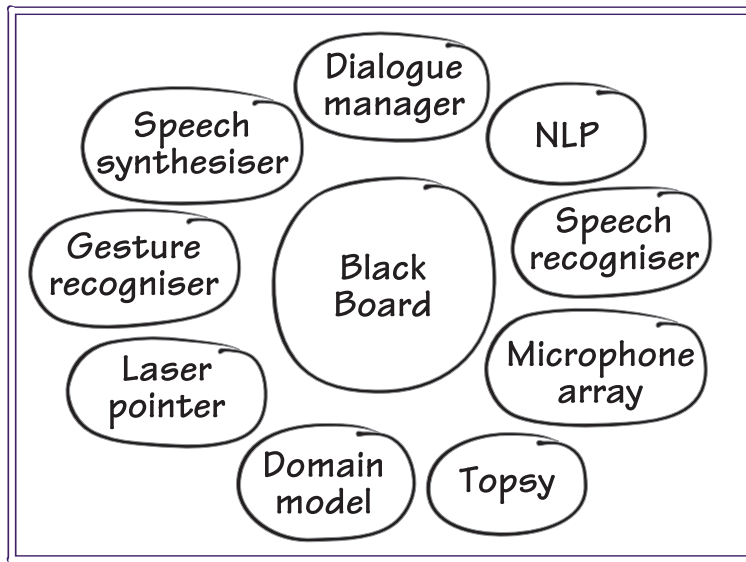 Dialogue
manager
Speech
synthesiser
NLP
Gesture
recogniser
Black
Board
Speech
recogniser
Laser
pointer
Microphone
array
Domain
model
Topsy